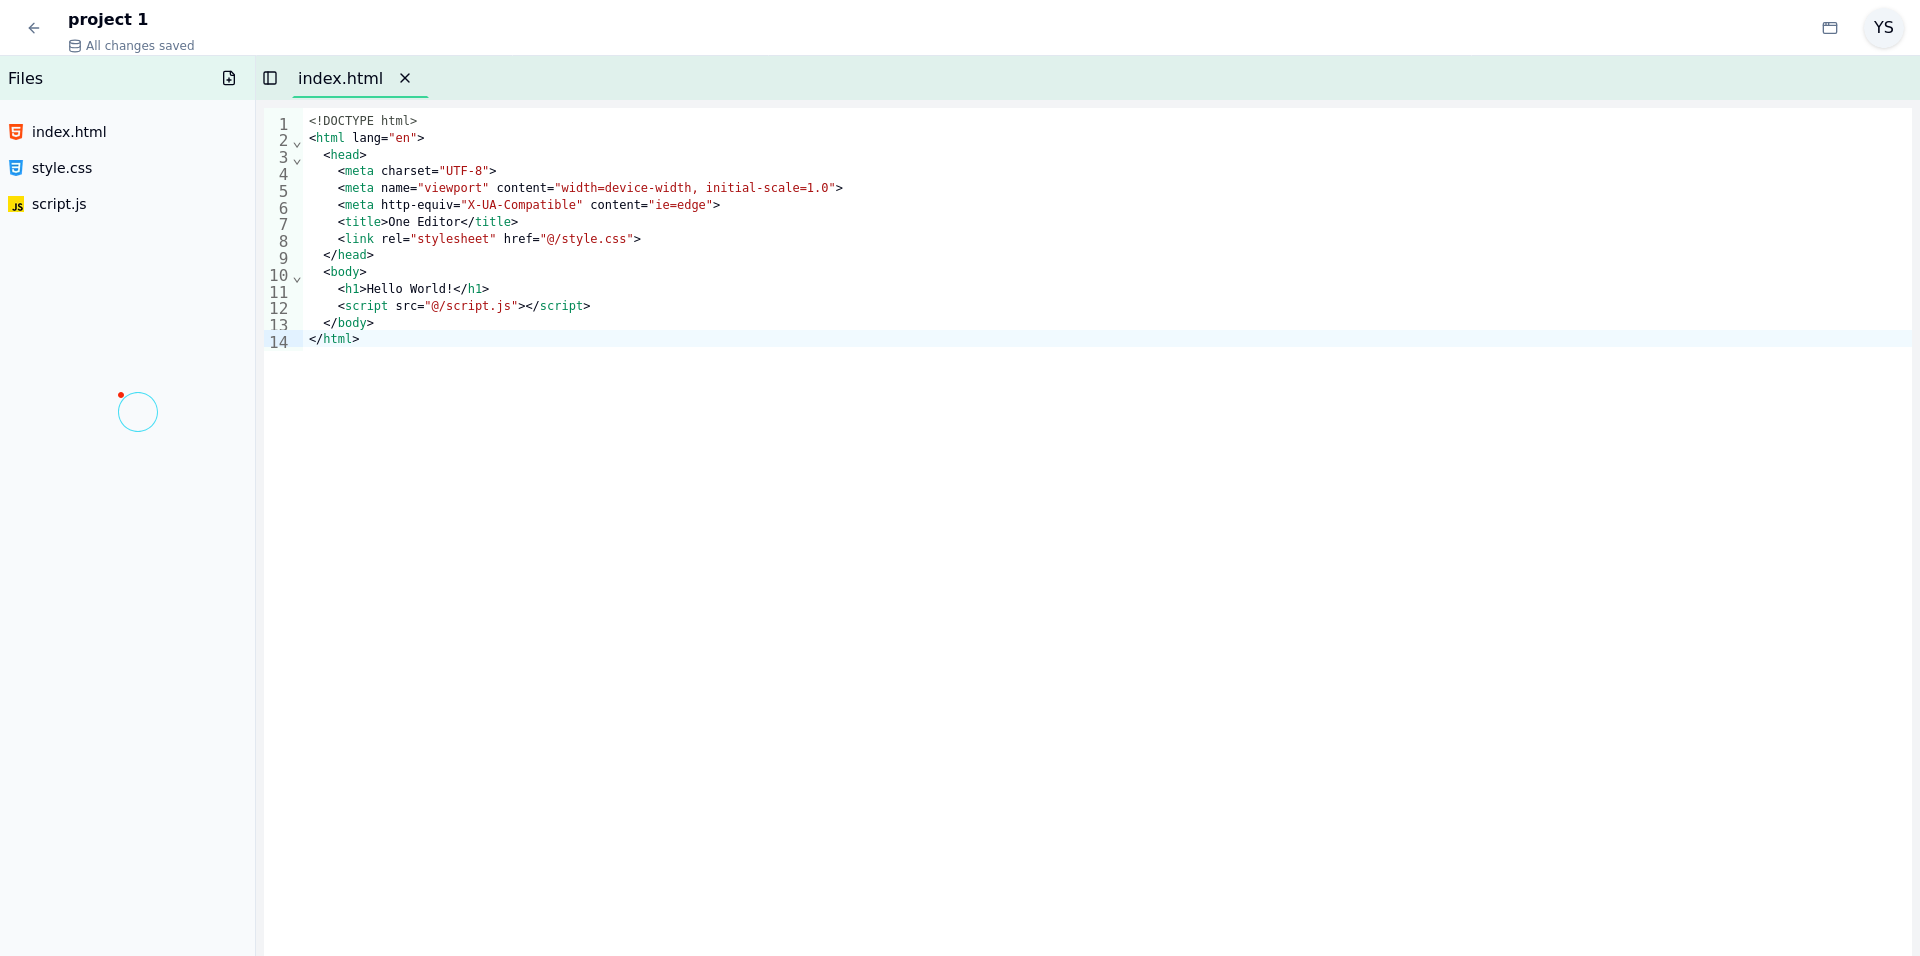 project 1
All changes saved
YS
Files
index.html
index.html
style.css
script.js
1 <!DOCTYPE html>
2 <html lang="en">
3   <head>
4     <meta charset="UTF-8">
5     <meta name="viewport" content="width=device-width, initial-scale=1.0">
6     <meta http-equiv="X-UA-Compatible" content="ie=edge">
7     <title>One Editor</title>
8     <link rel="stylesheet" href="@/style.css">
9   </head>
10   <body>
11     <h1>Hello World!</h1>
12     <script src="@/script.js"></script>
13   </body>
14 </html>